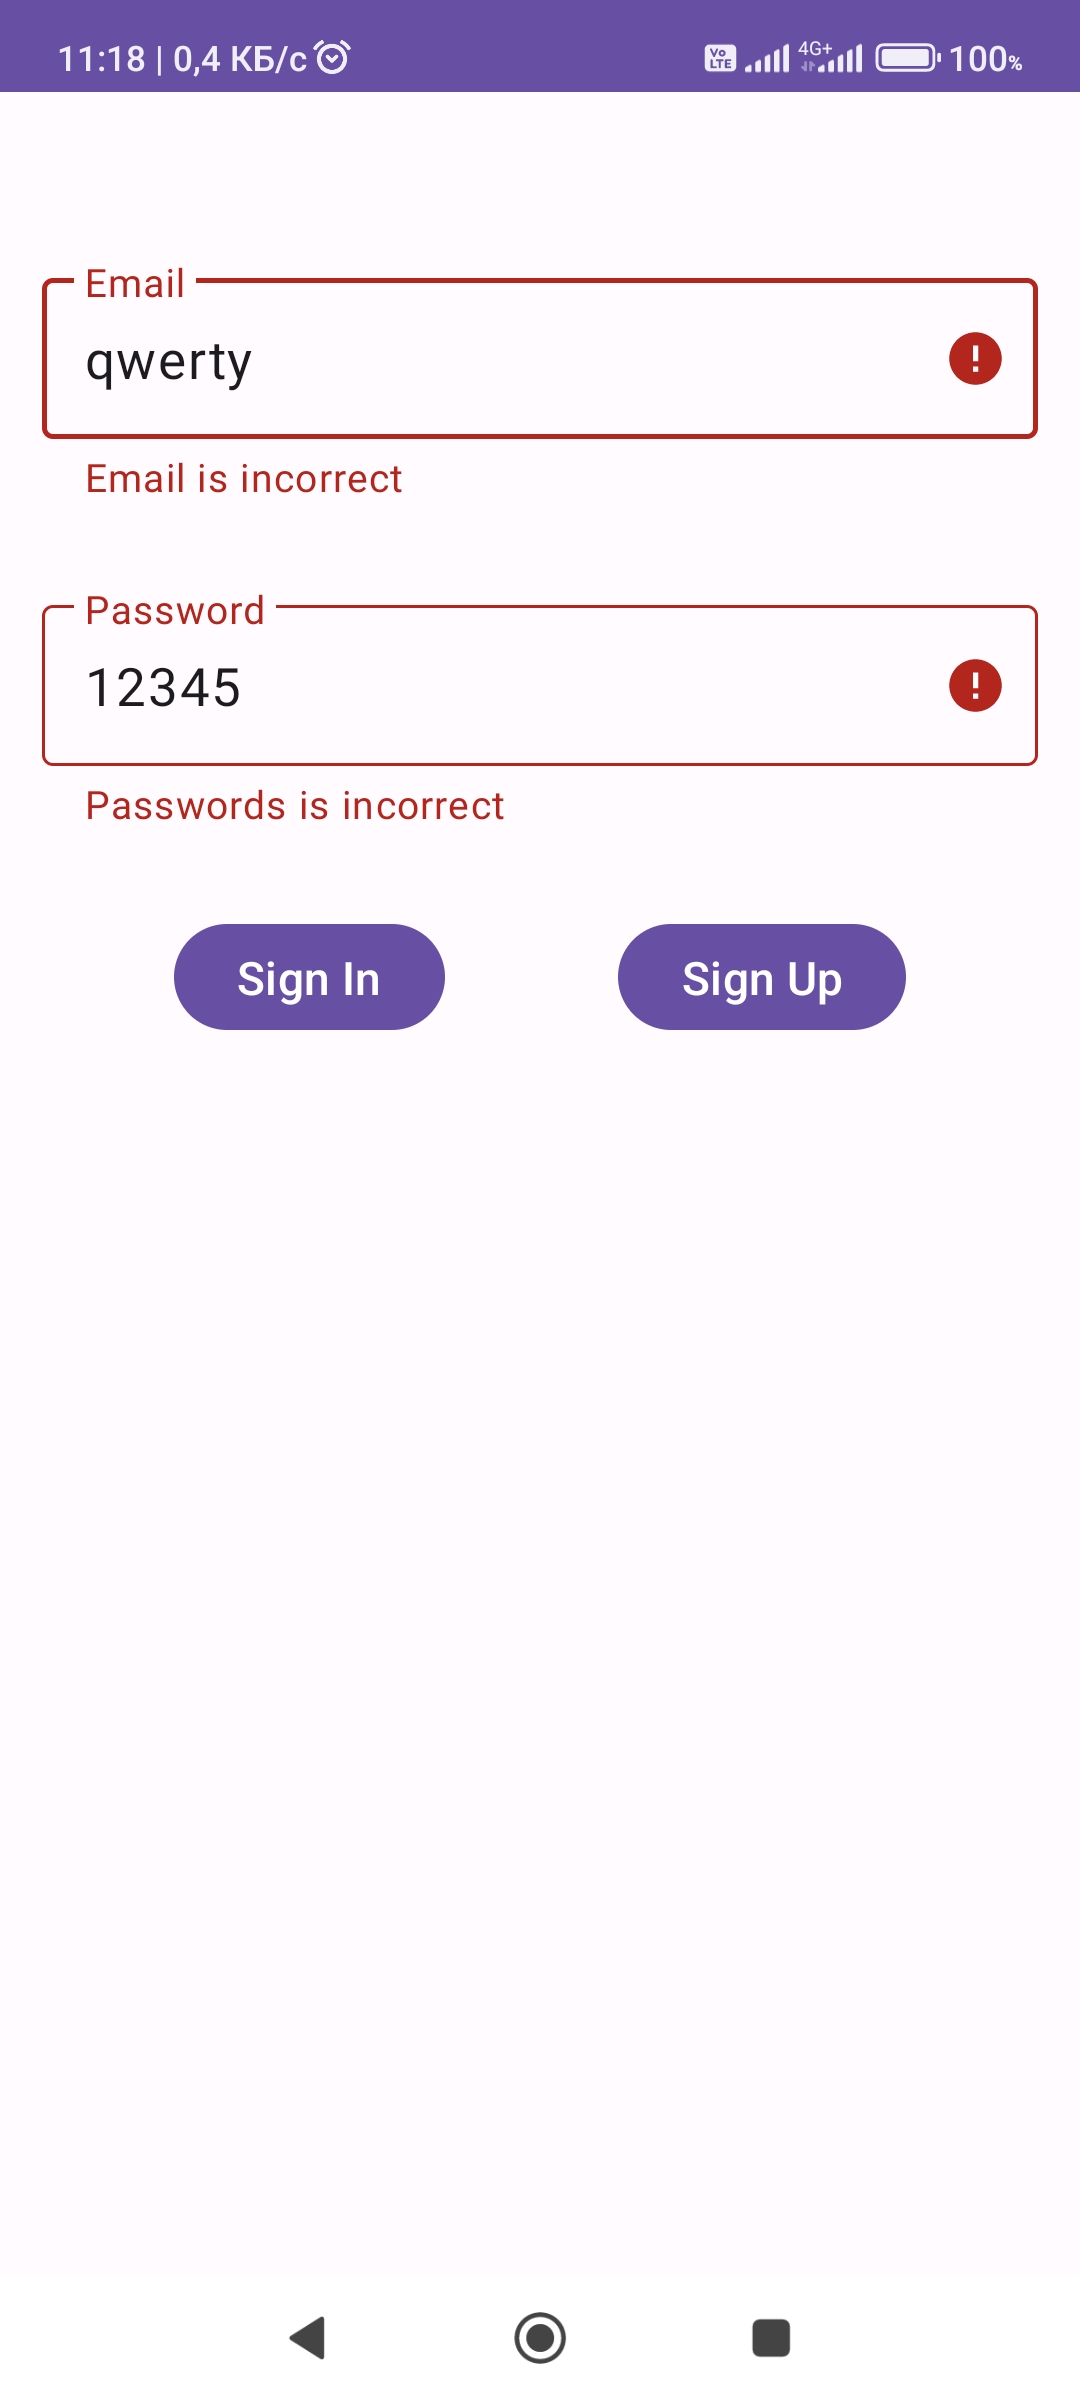 11:18 | 0,4 КБ/с Vo LTE 4G+ 100%
Email
qwerty
Email is incorrect
Password
12345
Passwords is incorrect
Sign In Sign Up